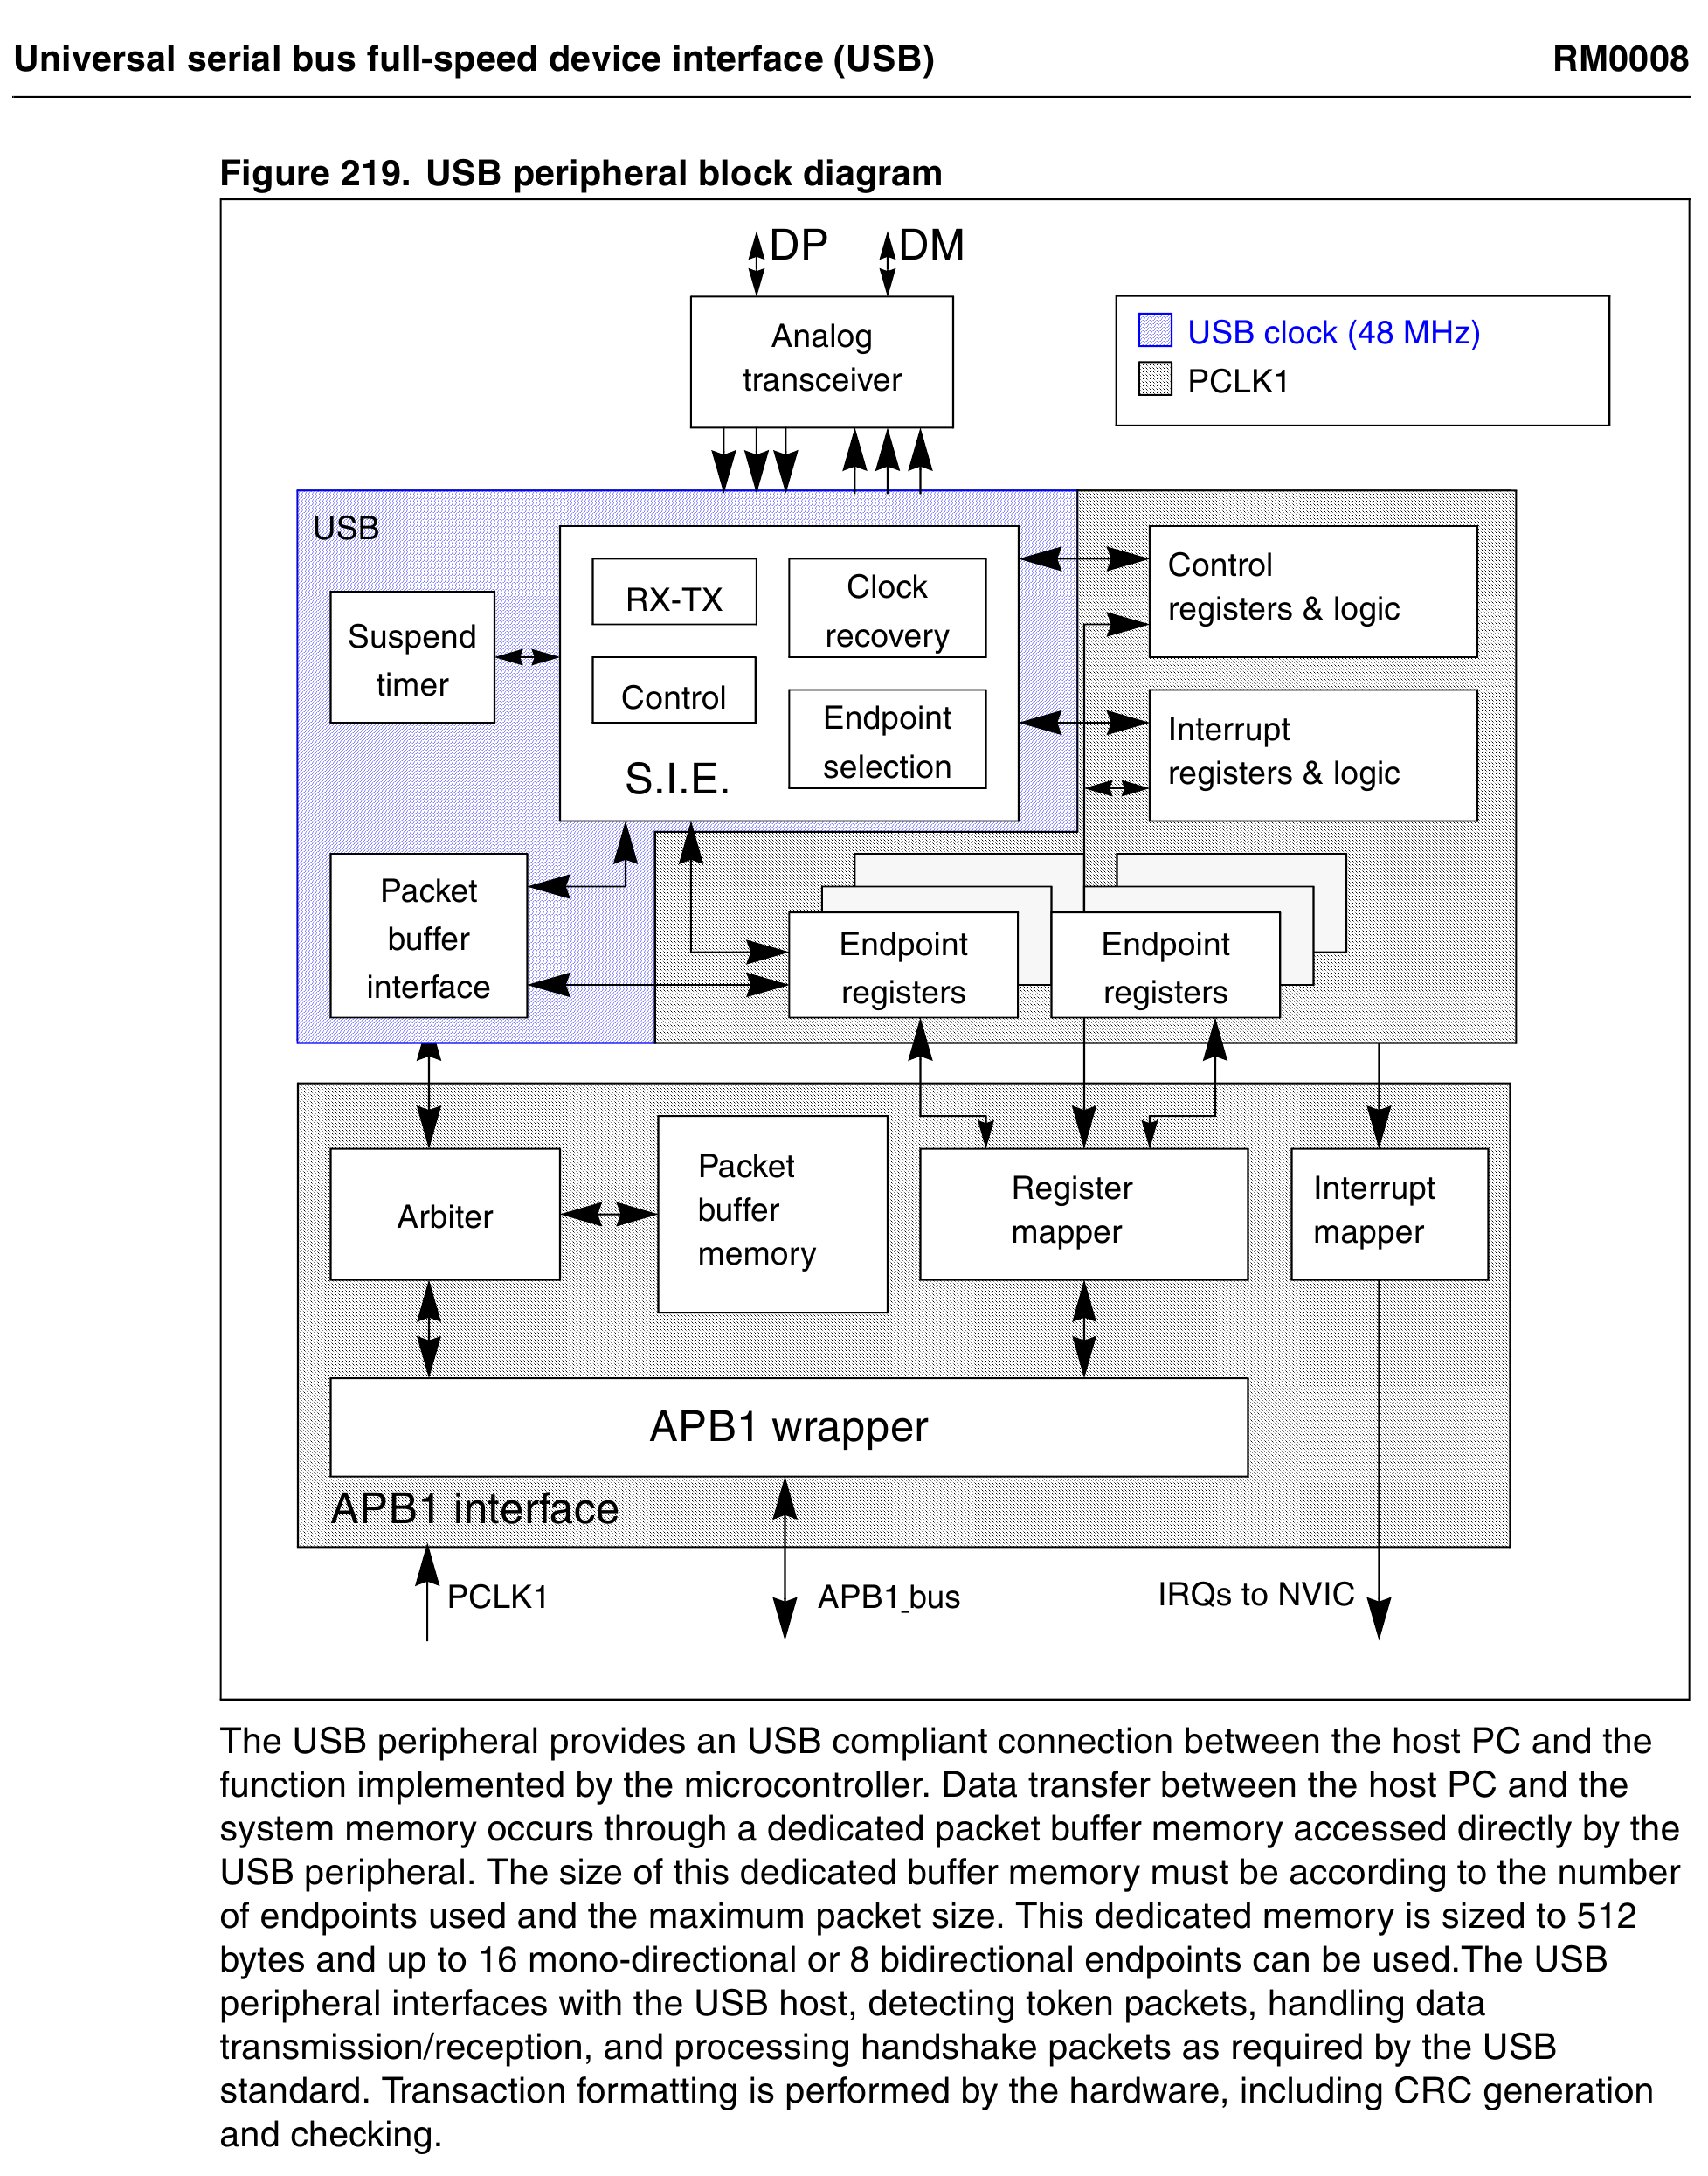 Universal serial bus full-speed device interface (USB) RM0008
Figure 219. USB peripheral block diagram
DP DM
Analog
transceiver
USB clock (48 MHz)
PCLK1
USB
RX-TX
Clock
recovery
Control
registers & logic
Suspend
timer
Control
Endpoint
selection
Interrupt
registers & logic
S.I.E.
Packet
buffer
interface
Endpoint
registers
Endpoint
registers
Arbiter
Packet
buffer
memory
Register
mapper
Interrupt
mapper
APB1 wrapper
APB1 interface
PCLK1
APB1_bus
IRQs to NVIC
The USB peripheral provides an USB compliant connection between the host PC and the
function implemented by the microcontroller. Data transfer between the host PC and the
system memory occurs through a dedicated packet buffer memory accessed directly by the
USB peripheral. The size of this dedicated buffer memory must be according to the number
of endpoints used and the maximum packet size. This dedicated memory is sized to 512
bytes and up to 16 mono-directional or 8 bidirectional endpoints can be used.The USB
peripheral interfaces with the USB host, detecting token packets, handling data
transmission/reception, and processing handshake packets as required by the USB
standard. Transaction formatting is performed by the hardware, including CRC generation
and checking.